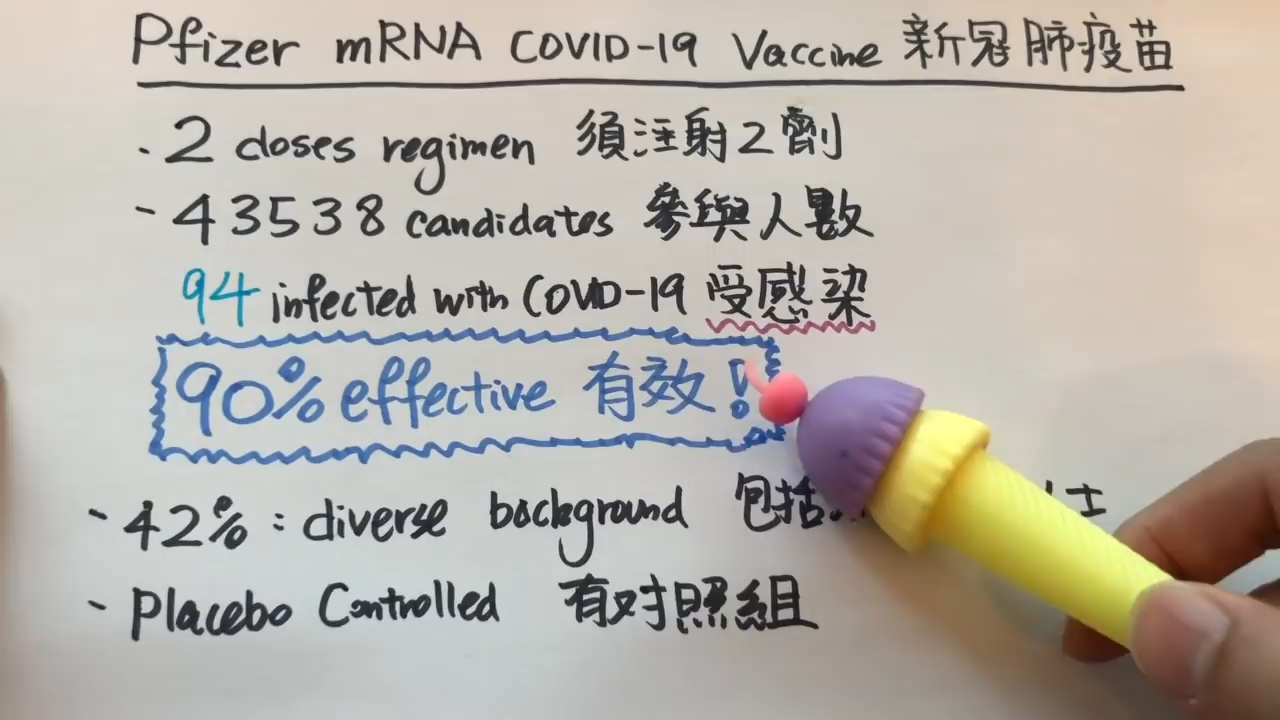 Pfizer mRNA COVID-19 Vaccine 新冠肺疫苗
. 2 doses regimen 須注射2劑
- 43538 candidates 參與人數
94 infected with COVID-19 受感染
90% effective 有效!
- 42% : diverse background 包括 士
- Placebo Controlled 有对照組